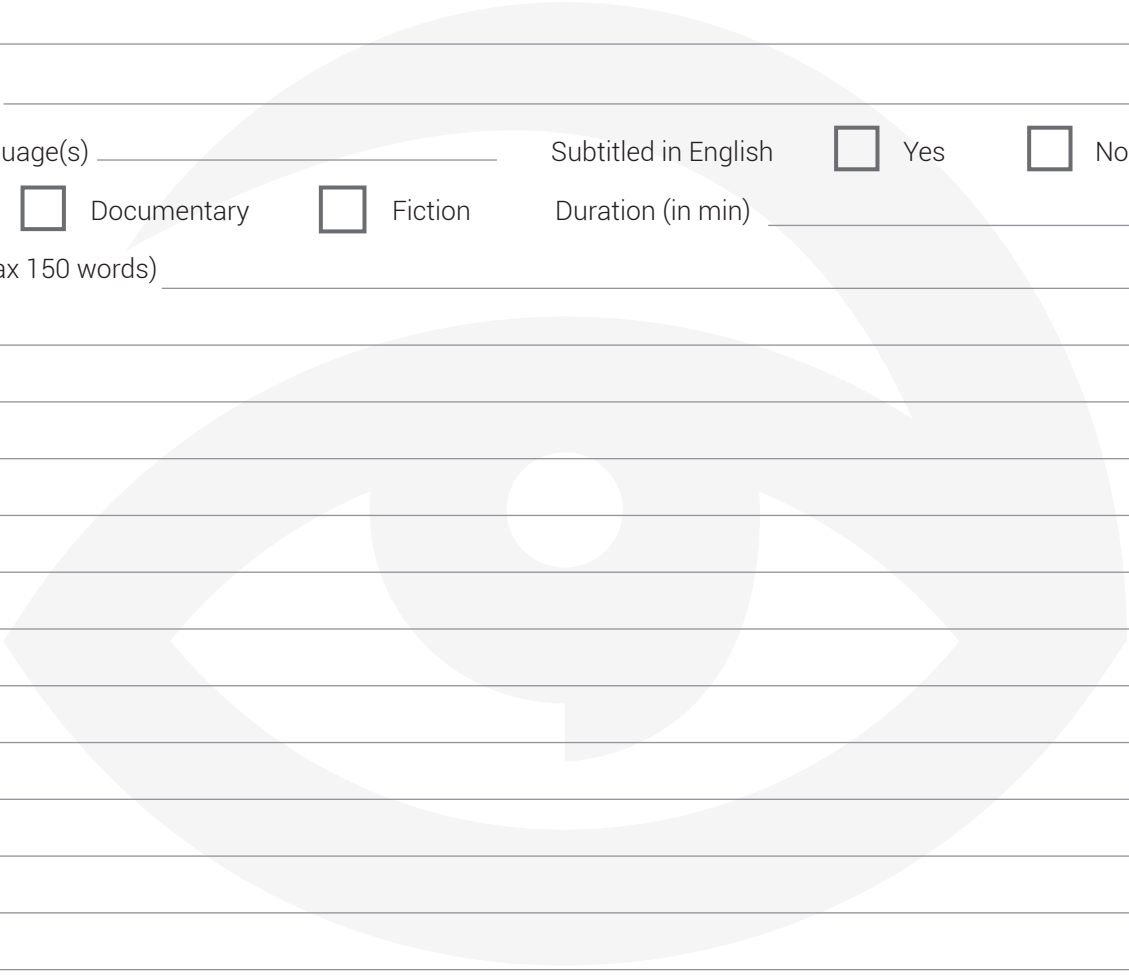 uage(s) Subtitled in English Yes No
Documentary Fiction Duration (in min)
ax 150 words)